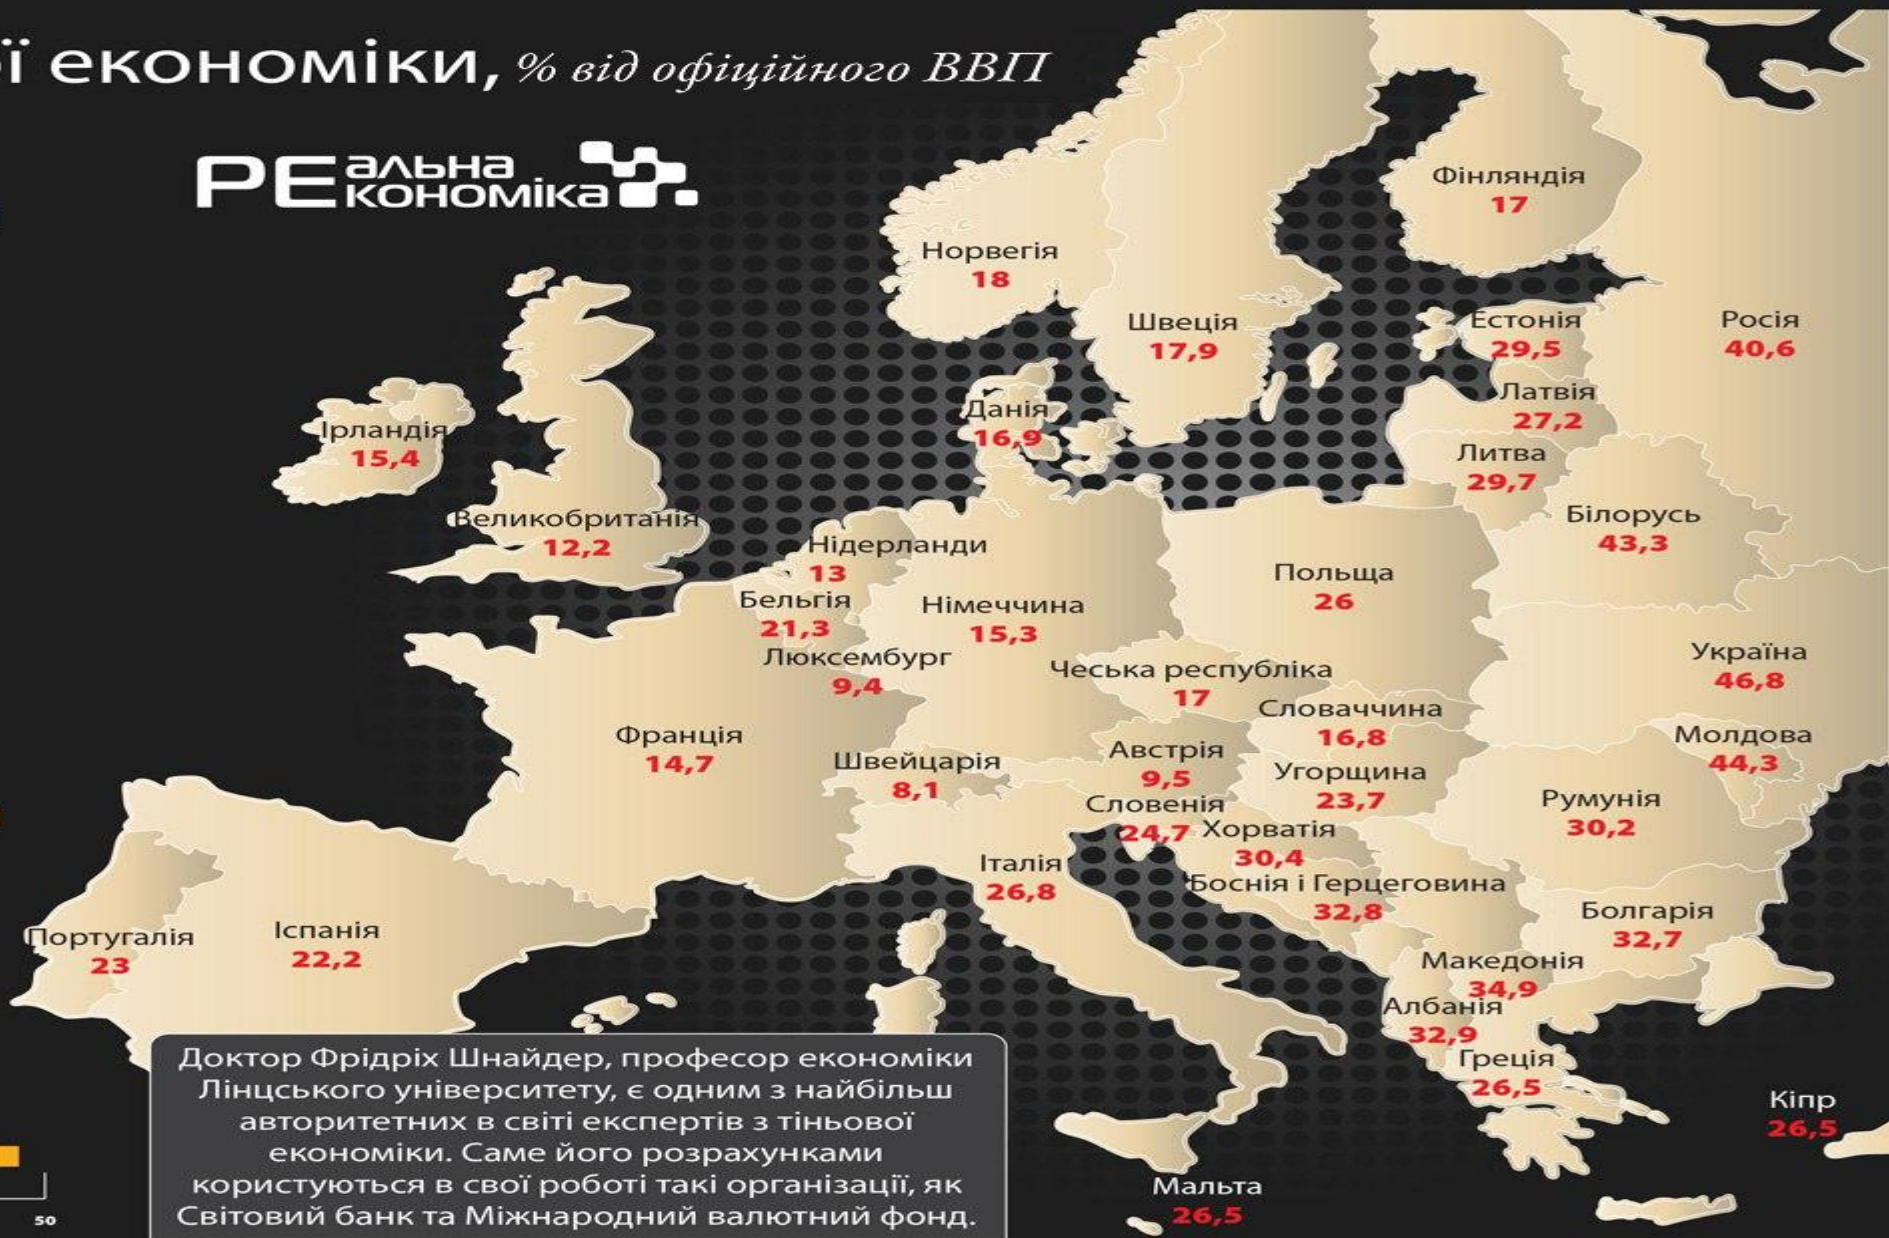 ї економіки, % від офіційного ВВП
РЕальна
Економіка
Фінляндія
17
Норвегія
18
Швеція
17,9
Естонія
29,5
Росія
40,6
Латвія
27,2
Данія
16,9
Ірландія
15,4
Литва
29,7
Великобританія
12,2
Білорусь
43,3
Нідерланди
13
Польща
26
Бельгія
21,3
Німеччина
15,3
Люксембург
9,4
Чеська республіка
17
Україна
46,8
Словаччина
16,8
Франція
14,7
Молдова
44,3
Австрія
9,5
Швейцарія
8,1
Угорщина
23,7
Словенія
24,7
Румунія
30,2
Хорватія
30,4
Італія
26,8
Боснія і Герцеговина
32,8
Болгарія
32,7
Португалія
23
Іспанія
22,2
Македонія
34,9
Албанія
32,9
Греція
26,5
Кіпр
26,5
Мальта
26,5
Доктор Фрідріх Шнайдер, професор економіки
Лінцського університету, є одним з найбільш
авторитетних в світі експертів з тіньової
економіки. Саме його розрахунками
користуються в свої роботі такі організації, як
Світовий банк та Міжнародний валютний фонд.
50